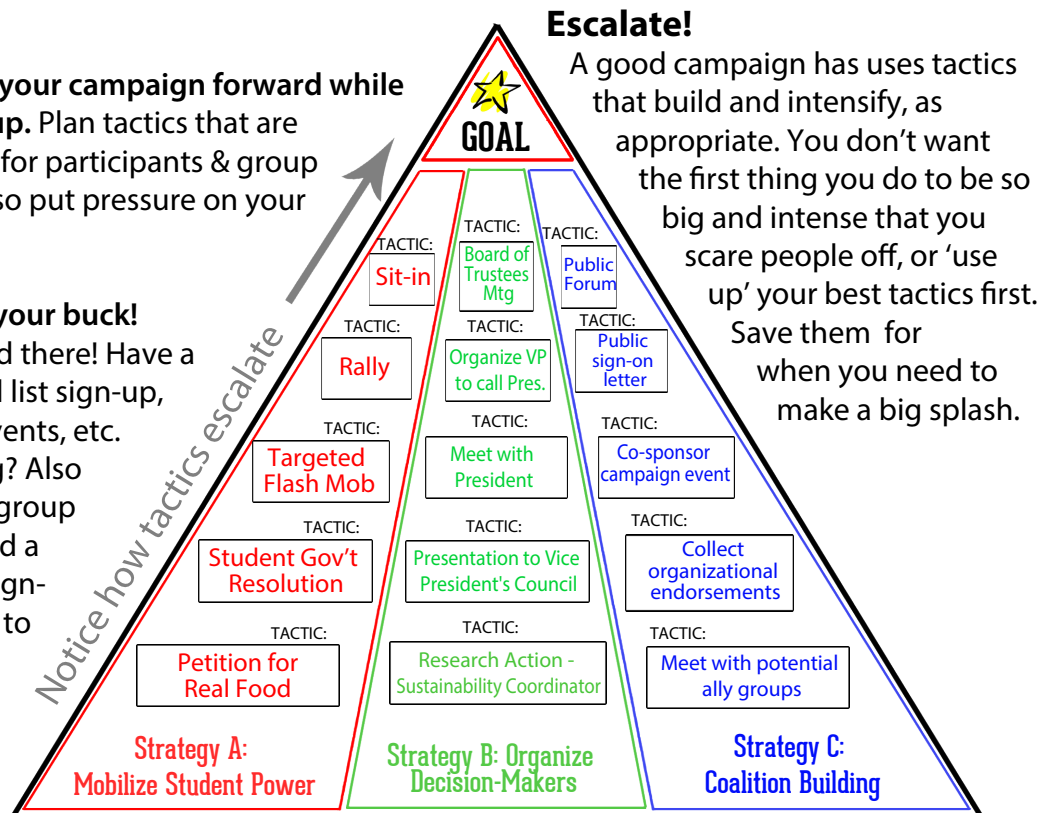 your campaign forward while
up. Plan tactics that are
for participants & group
so put pressure on your
your buck!
d there! Have a
l list sign-up,
vents, etc.
g? Also
group
d a
ign-
to
Escalate!
A good campaign has uses tactics
that build and intensify, as
appropriate. You don’t want
the first thing you do to be so
big and intense that you
scare people off, or ‘use
up’ your best tactics first.
Save them for
when you need to
make a big splash.
Notice how tactics escalate
GOAL
TACTIC:
Sit-in
TACTIC:
Rally
TACTIC:
Targeted
Flash Mob
TACTIC:
Student Gov’t
Resolution
TACTIC:
Petition for
Real Food
Strategy A:
Mobilize Student Power
TACTIC:
Board of
Trustees
Mtg
TACTIC:
Organize VP
to call Pres.
TACTIC:
Meet with
President
TACTIC:
Presentation to Vice
President's Council
TACTIC:
Research Action -
Sustainability Coordinator
Strategy B: Organize
Decision-Makers
TACTIC:
Public
Forum
TACTIC:
Public
sign-on
letter
TACTIC:
Co-sponsor
campaign event
TACTIC:
Collect
organizational
endorsements
TACTIC:
Meet with potential
ally groups
Strategy C:
Coalition Building